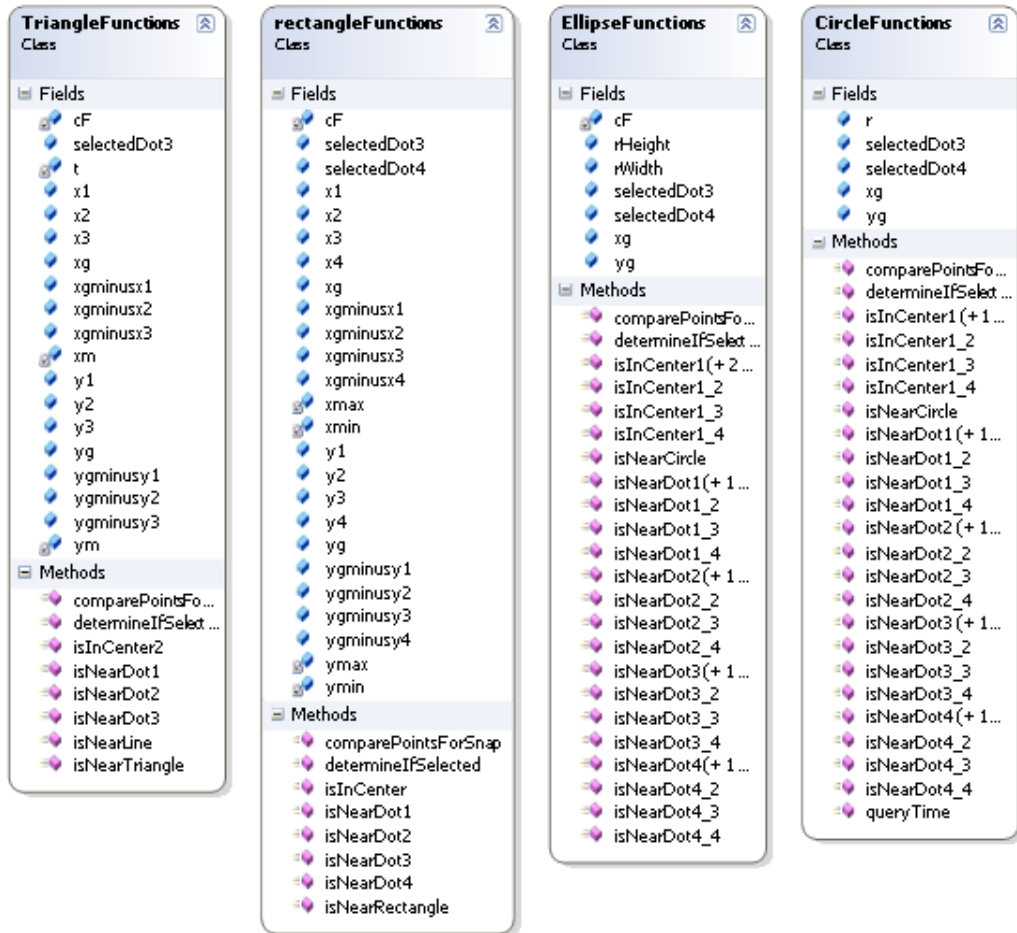 TriangleFunctions
Class
Fields
cF
selectedDot3
t
x1
x2
x3
xg
xgminusx1
xgminusx2
xgminusx3
xm
y1
y2
y3
yg
ygminusy1
ygminusy2
ygminusy3
ym
Methods
comparePointsFo...
determineIfSelect ...
isInCenter2
isNearDot1
isNearDot2
isNearDot3
isNearLine
isNearTriangle
rectangleFunctions
Class
Fields
cF
selectedDot3
selectedDot4
x1
x2
x3
x4
xg
xgminusx1
xgminusx2
xgminusx3
xgminusx4
xmax
xmin
y1
y2
y3
y4
yg
ygminusy1
ygminusy2
ygminusy3
ygminusy4
ymax
ymin
Methods
comparePointsForSnap
determineIfSelected
isInCenter
isNearDot1
isNearDot2
isNearDot3
isNearDot4
isNearRectangle
EllipseFunctions
Class
Fields
cF
rHeight
rWidth
selectedDot3
selectedDot4
xg
yg
Methods
comparePointsFo...
determineIfSelect ...
isInCenter1(+ 2 ...
isInCenter1_2
isInCenter1_3
isInCenter1_4
isNearCircle
isNearDot1(+ 1 ...
isNearDot1_2
isNearDot1_3
isNearDot1_4
isNearDot2(+ 1 ...
isNearDot2_2
isNearDot2_3
isNearDot2_4
isNearDot3(+ 1 ...
isNearDot3_2
isNearDot3_3
isNearDot3_4
isNearDot4(+ 1 ...
isNearDot4_2
isNearDot4_3
isNearDot4_4
CircleFunctions
Class
Fields
r
selectedDot3
selectedDot4
xg
yg
Methods
comparePointsFo...
determineIfSelect ...
isInCenter1 (+ 1 ...
isInCenter1_2
isInCenter1_3
isInCenter1_4
isNearCircle
isNearDot1 (+ 1...
isNearDot1_2
isNearDot1_3
isNearDot1_4
isNearDot2 (+ 1...
isNearDot2_2
isNearDot2_3
isNearDot2_4
isNearDot3 (+ 1...
isNearDot3_2
isNearDot3_3
isNearDot3_4
isNearDot4 (+ 1...
isNearDot4_2
isNearDot4_3
isNearDot4_4
queryTime